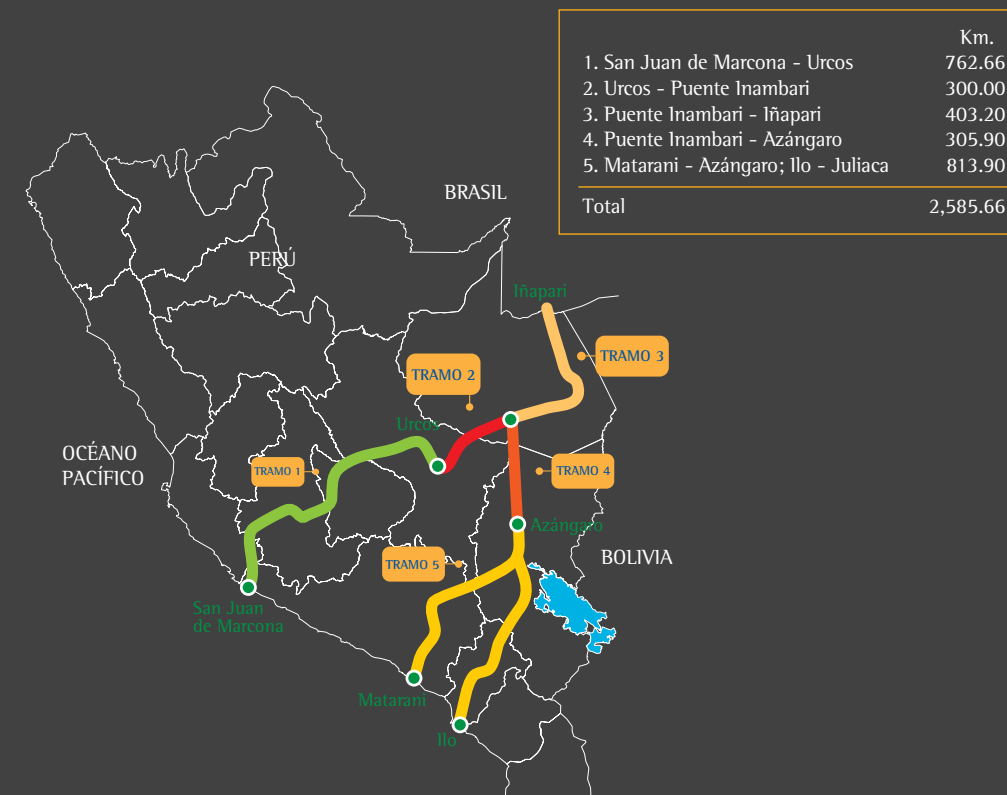 Km.
1. San Juan de Marcona - Urcos 762.66
2. Urcos - Puente Inambari 300.00
3. Puente Inambari - Iñapari 403.20
4. Puente Inambari - Azángaro 305.90
5. Matarani - Azángaro; Ilo - Juliaca 813.90
Total 2,585.66
BRASIL
PERÚ
Iñapari
TRAMO 3
TRAMO 2
Urcos
OCÉANO
PACÍFICO
TRAMO 1
TRAMO 4
Azángaro
BOLIVIA
TRAMO 5
San Juan
de Marcona
Matarani
Ilo